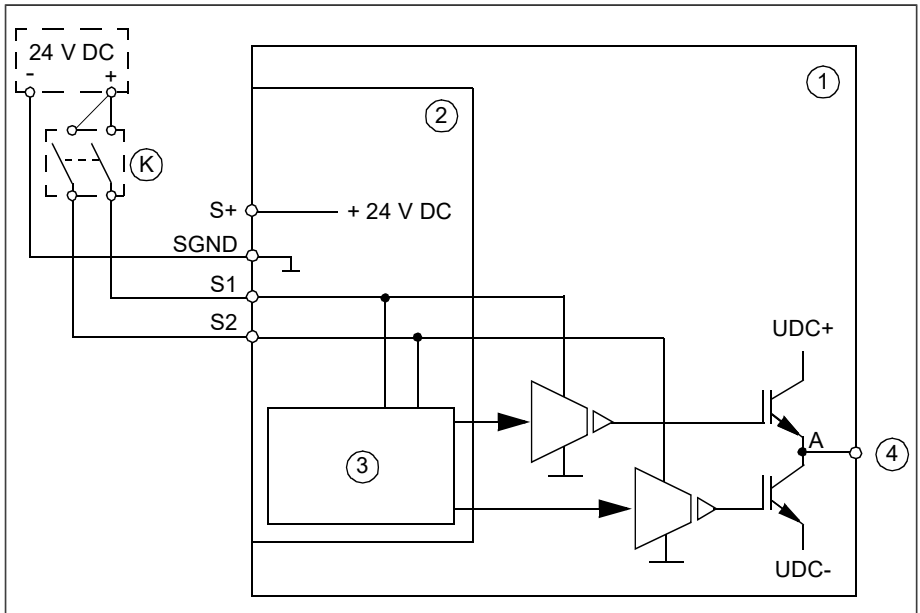 24 V DC
- +
1
2
K
S+
+ 24 V DC
SGND
S1
S2
UDC+
A
3
4
UDC-